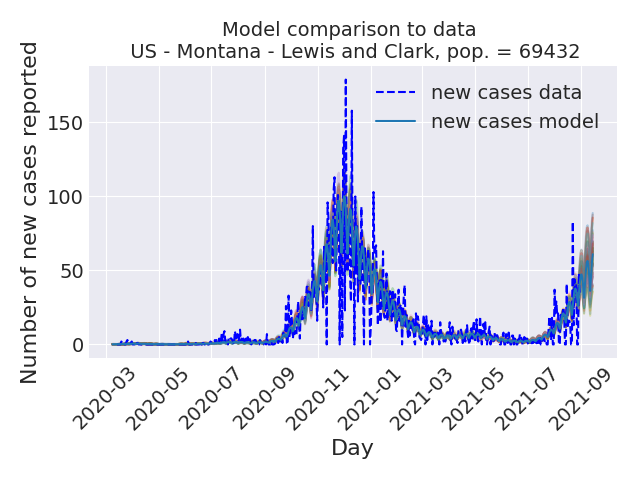 Model comparison to data
US - Montana - Lewis and Clark, pop. = 69432
Number of new cases reported
150
100
50
0
new cases data
new cases model
2020-03
2020-05
2020-07
2020-09
2020-11
2021-01
2021-03
2021-05
2021-07
2021-09
Day